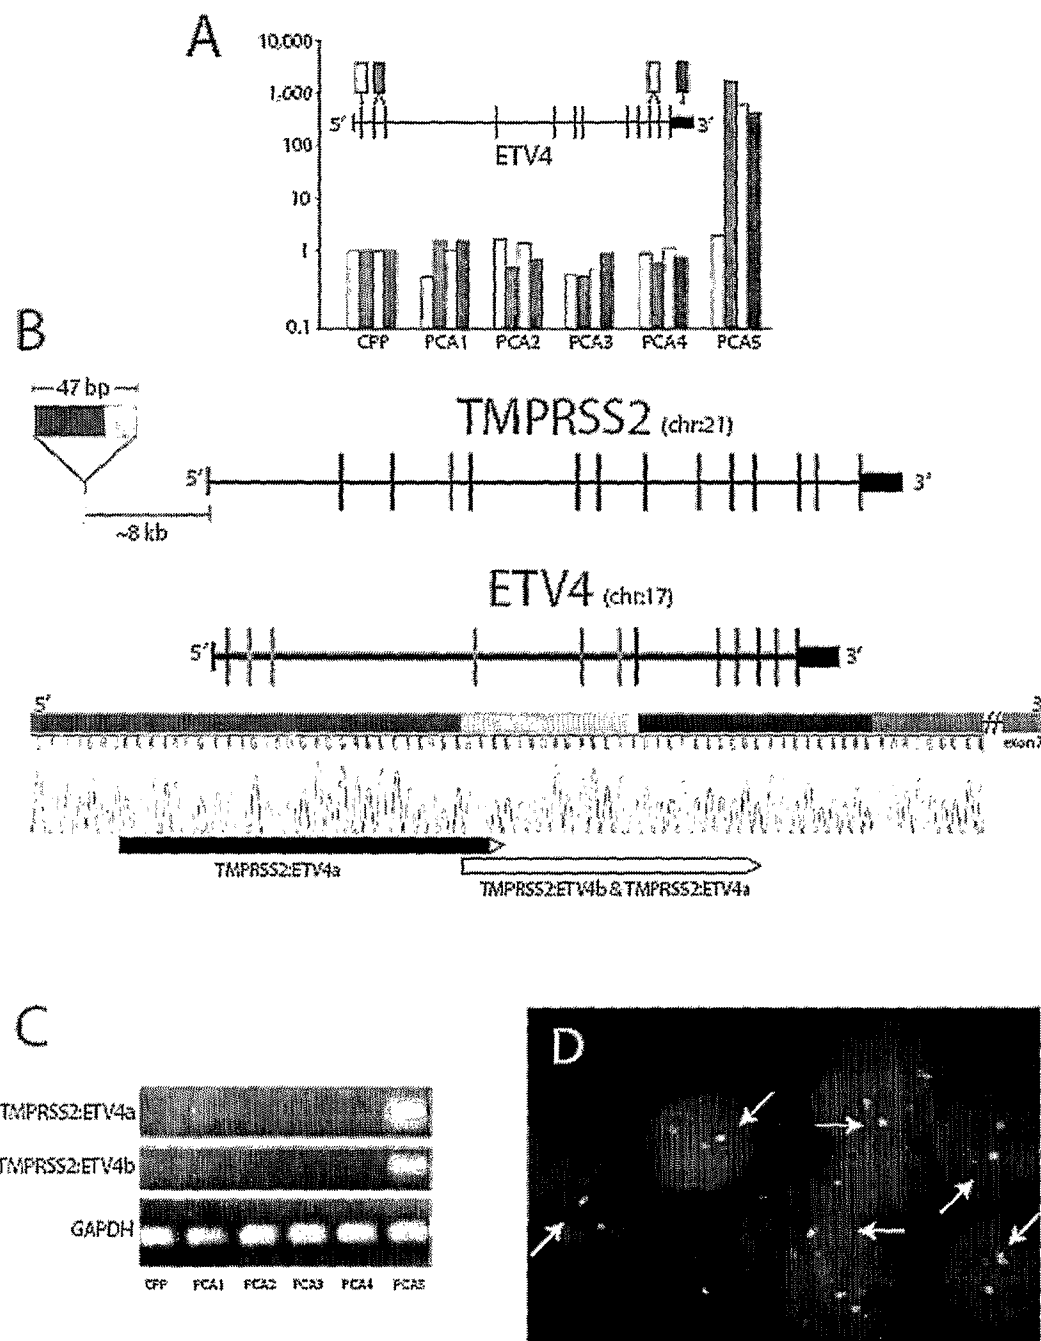 A
10,000
1,000
100
10
1
0.1
5' 3'
ETV4
CPP PCA1 PCA2 PCA3 PCA4 PCA5
B
47 bp
TMPRSS2 (chr:21)
5' 3'
~8 kb
ETV4 (chr:17)
5' 3'
5' 3
exon7
TMPRSS2:ETV4a
TMPRSS2:ETV4b & TMPRSS2:ETV4a
C
D
TMPRSS2:ETV4a
TMPRSS2:ETV4b
GAPDH
CPP PCA1 PCA2 PCA3 PCA4 PCA5